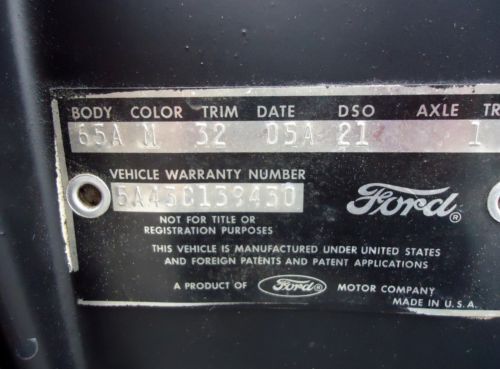 BODY COLOR TRIM DATE DSO AXLE TR
65A M 32 05A 21 1
VEHICLE WARRANTY NUMBER
5A43C139430
Ford®
NOT FOR TITLE OR
REGISTRATION PURPOSES
THIS VEHICLE IS MANUFACTURED UNDER UNITED STATES
AND FOREIGN PATENTS AND PATENT APPLICATIONS
A PRODUCT OF Ford® MOTOR COMPANY
MADE IN U.S.A.